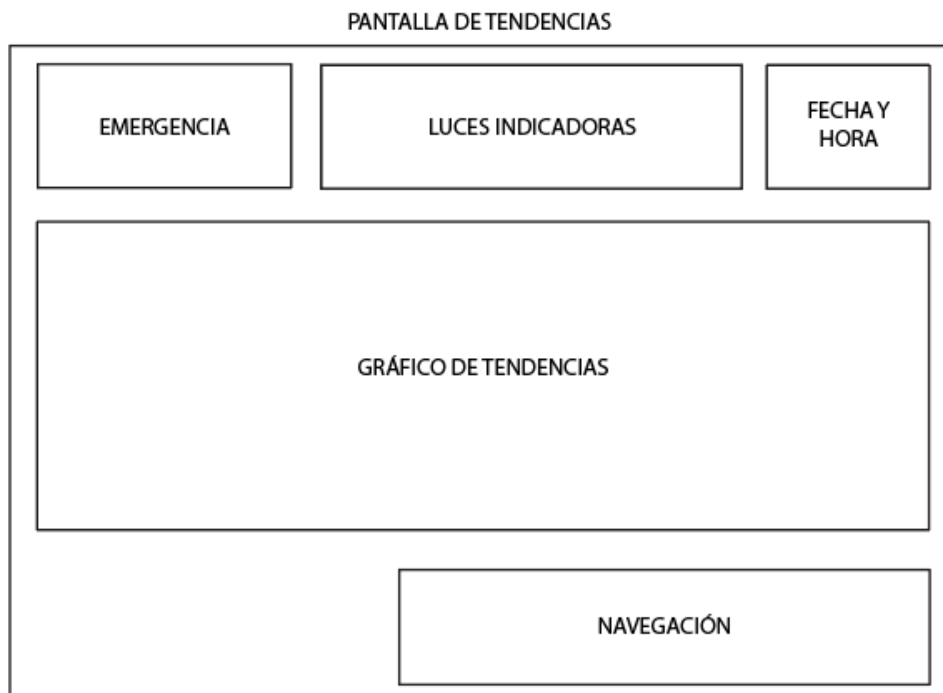 PANTALLA DE TENDENCIAS
EMERGENCIA
LUCES INDICADORAS
FECHA Y
HORA
GRÁFICO DE TENDENCIAS
NAVEGACIÓN